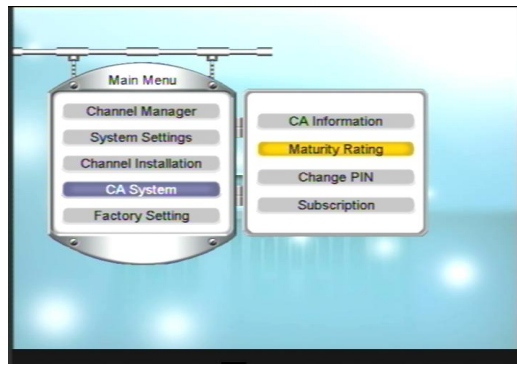 Main Menu
Channel Manager
System Settings
Channel Installation
CA System
Factory Setting
CA Information
Maturity Rating
Change PIN
Subscription